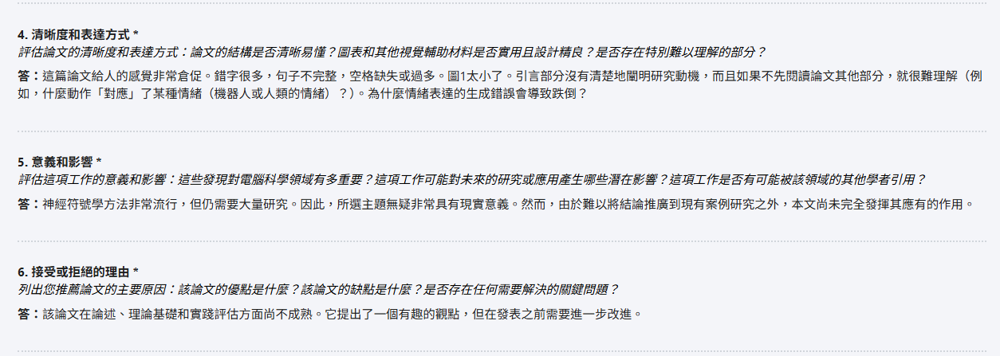 4. 清晰度和表達方式 *
評估論文的清晰度和表達方式：論文的結構是否清晰易懂？圖表和其他視覺輔助材料是否實用且設計精良？是否存在特別難以理解的部分？
答：這篇論文給人的感覺非常倉促。錯字很多，句子不完整，空格缺失或過多。圖1太小了。引言部分沒有清楚地闡明研究動機，而且如果不先閱讀論文其他部分，就很難理解（例
如，什麼動作「對應」了某種情緒（機器人或人類的情緒）？）。為什麼情緒表達的生成錯誤會導致跌倒？
5. 意義和影響 *
評估這項工作的意義和影響：這些發現對電腦科學領域有多重要？這項工作可能對未來的研究或應用產生哪些潛在影響？這項工作是否有可能被該領域的其他學者引用？
答：神經符號學方法非常流行，但仍需要大量研究。因此，所選主題無疑非常具有現實意義。然而，由於難以將結論推廣到現有案例研究之外，本文尚未完全發揮其應有的作用。
6. 接受或拒絕的理由 *
列出您推薦論文的主要原因：該論文的優點是什麼？該論文的缺點是什麼？是否存在任何需要解決的關鍵問題？
答：該論文在論述、理論基礎和實踐評估方面尚不成熟。它提出了一個有趣的觀點，但在發表之前需要進一步改進。